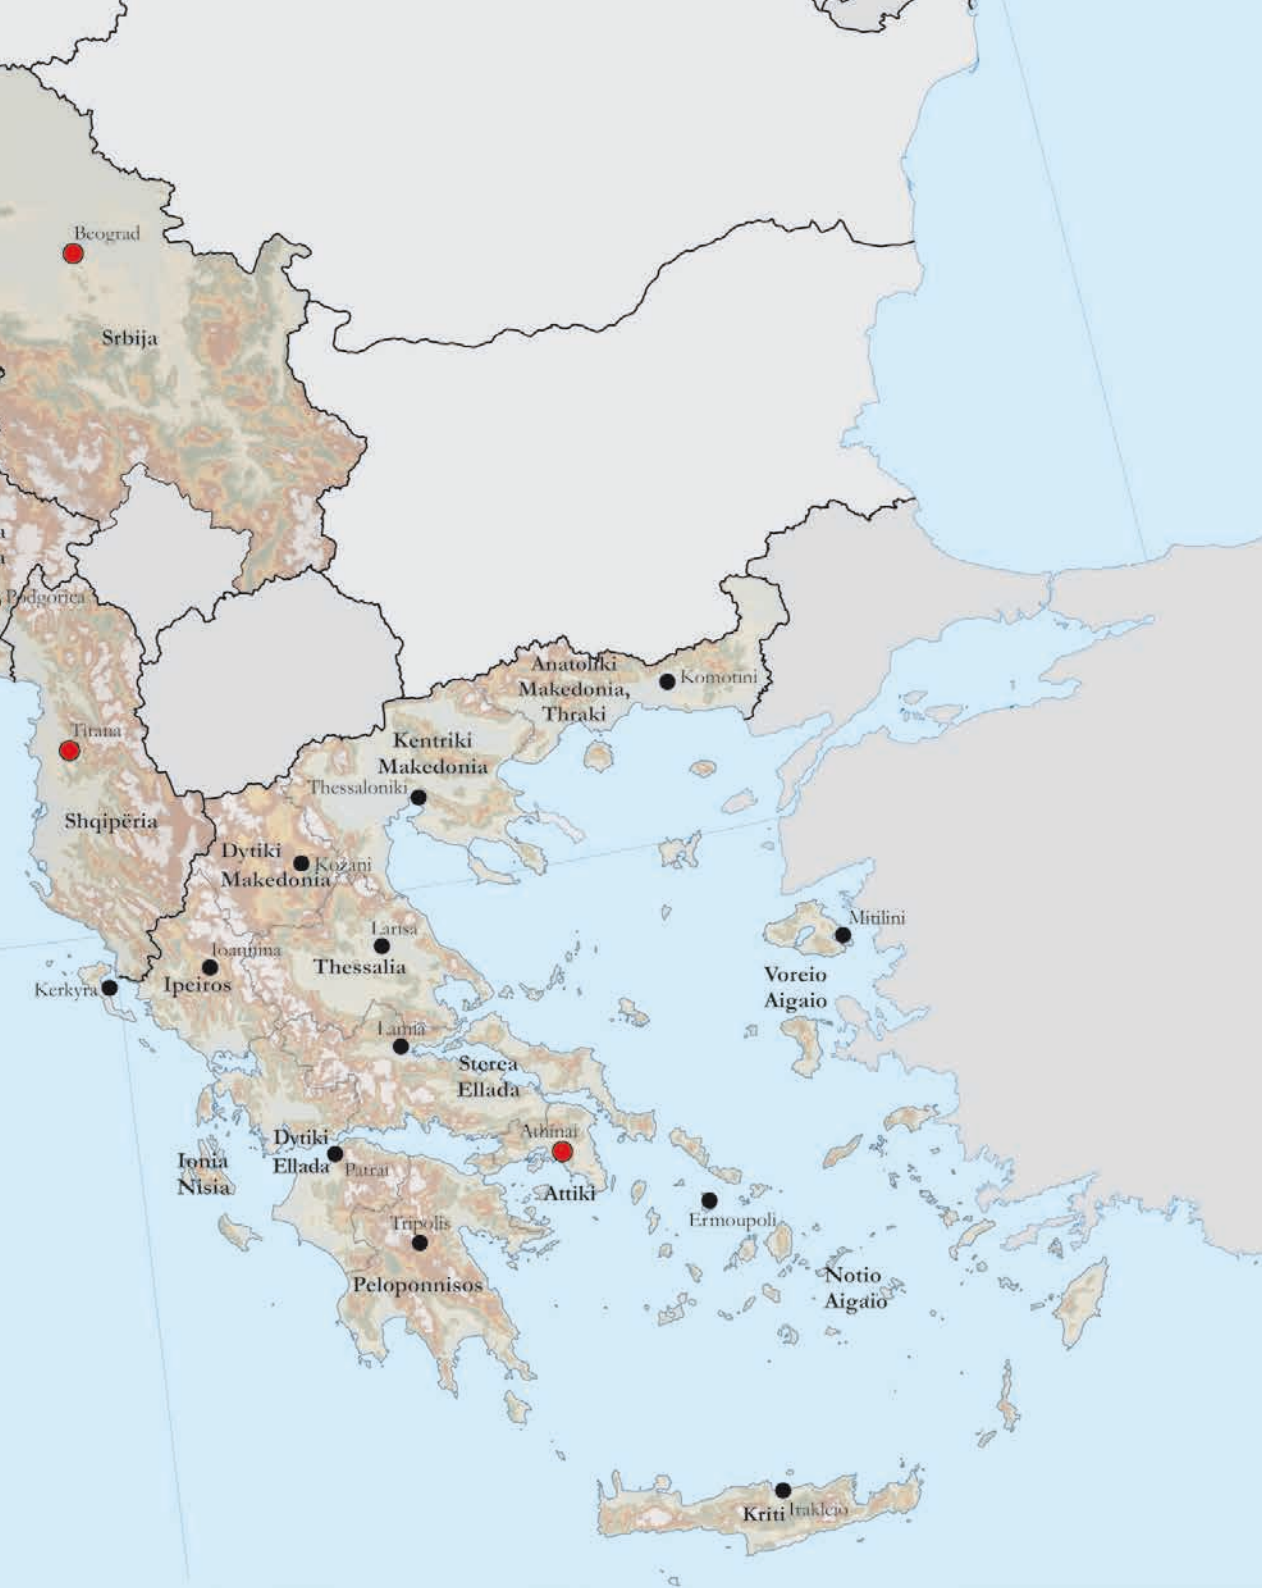 Beograd
Srbija
a
a
Podgorica
Titana
Shqipëria
Anatoliki
Makedonia,
Thraki
Komotini
Kentriki
Makedonia
Thessaloniki
Dytiki
Makedonia
Kozani
Larisa
Thessalia
Ioannina
Ipeiros
Kerkyra
Mitilini
Voreio
Aigaio
Lamia
Sterea
Ellada
Athinai
Attiki
Dytiki
Ellada
Patrai
Ionia
Nisia
Tripolis
Peloponnisos
Ermoupoli
Notio
Aigaio
Kriti
Irakleio